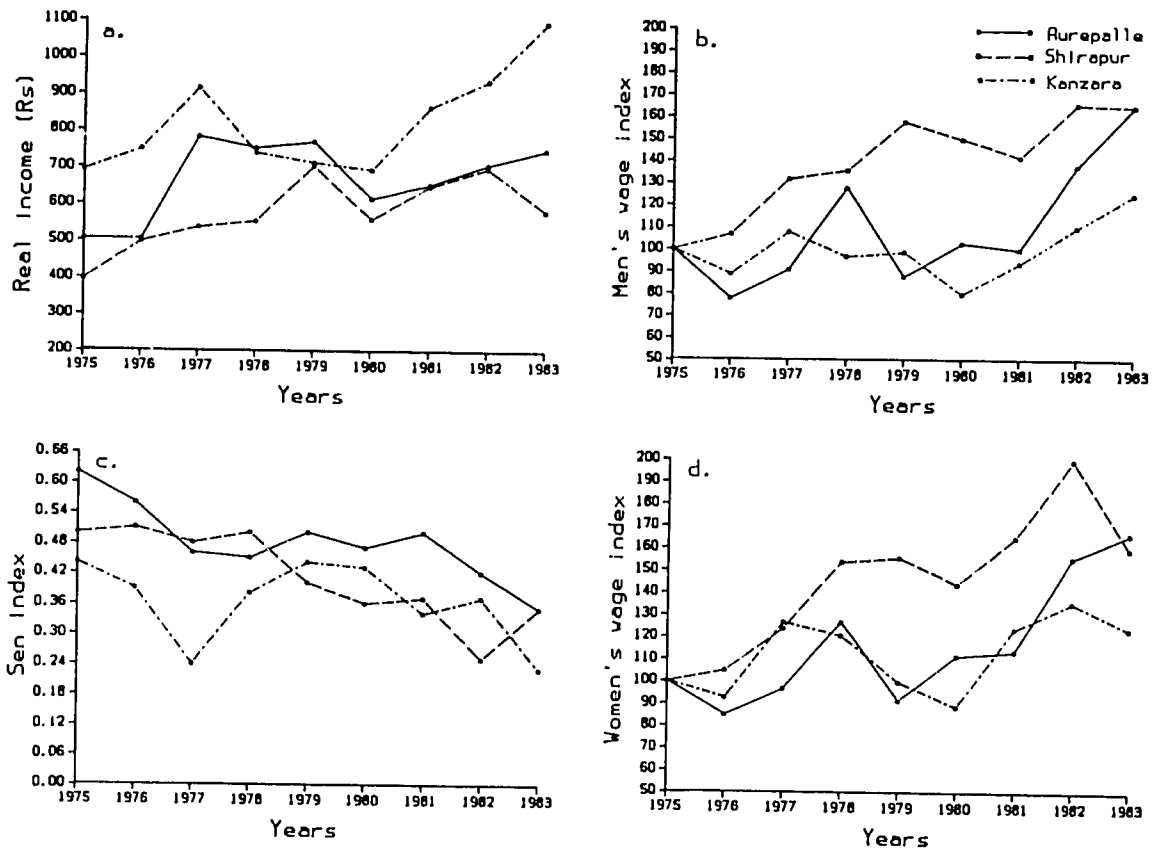 a.
Real Income (Rs)
1100
1000
900
800
700
600
500
400
300
200
1975 1976 1977 1978 1979 1980 1981 1982 1983
Years
b.
Aurepalle
Shirapur
Kanzara
Men's wage index
200
190
180
170
160
150
140
130
120
110
100
90
80
70
60
50
1975 1976 1977 1978 1979 1980 1981 1982 1983
Years
c.
Sen Index
0.66
0.60
0.54
0.48
0.42
0.36
0.30
0.24
0.18
0.12
0.06
0.00
1975 1976 1977 1978 1979 1980 1981 1982 1983
Years
d.
Women's wage index
200
190
180
170
160
150
140
130
120
110
100
90
80
70
60
50
1975 1976 1977 1978 1979 1980 1981 1982 1983
Years